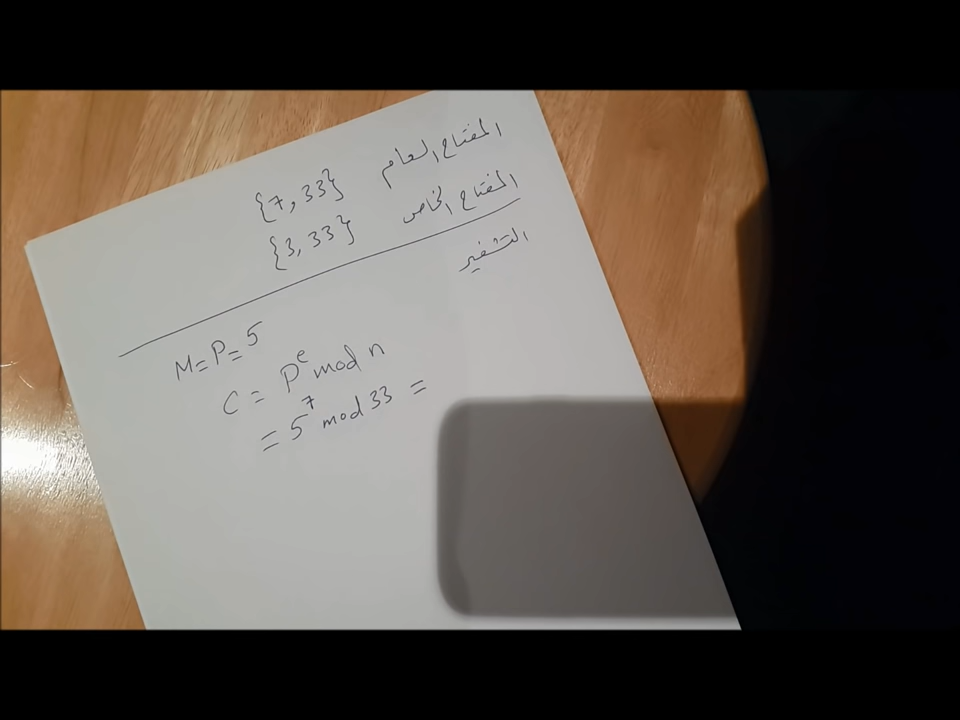 المفتاح العام {7, 33}
المفتاح الخاص {3, 33}
التشفير
M = P = 5
C = P^e mod n
= 5^7 mod 33 =